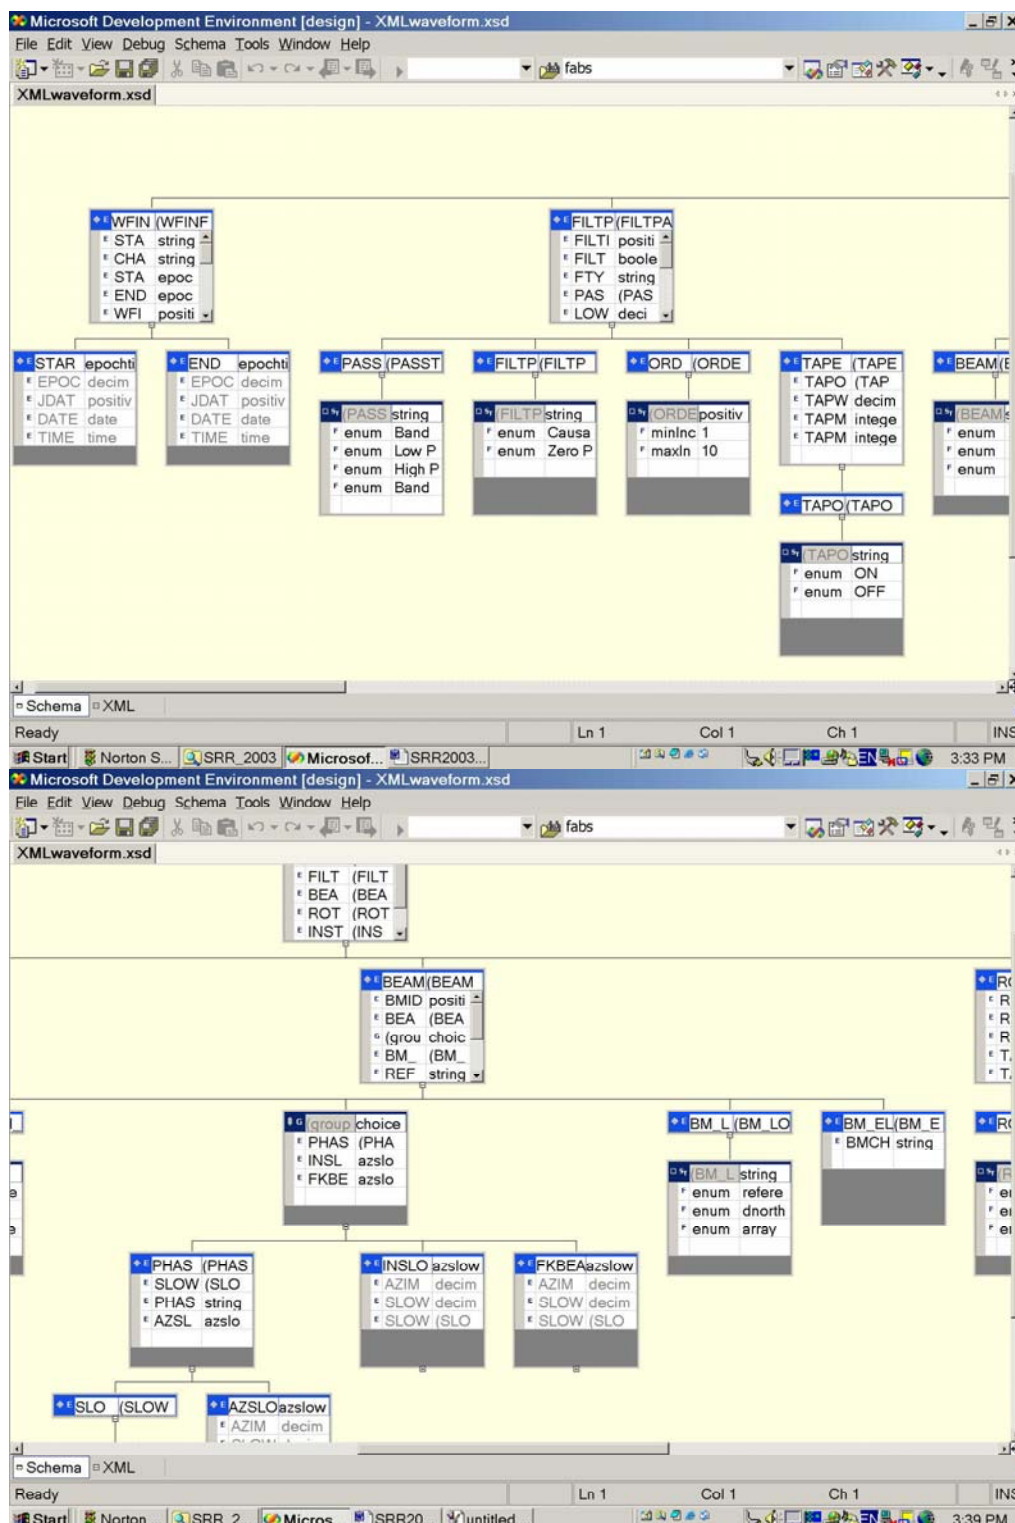 Microsoft Development Environment [design] - XMLwaveform.xsd
File Edit View Debug Schema Tools Window Help
fabs
XMLwaveform.xsd
WFIN (WFINF
STA string
CHA string
STA epoc
END epoc
WFI positi
FILTP (FILTPA
FILTI positi
FILT boole
FTY string
PAS (PAS
LOW deci
STAR epochti
EPOC decim
JDAT positiv
DATE date
TIME time
END epochti
EPOC decim
JDAT positiv
DATE date
TIME time
PASS (PASST
(PASS string
enum Band
enum Low P
enum High P
enum Band
FILTP (FILTP
(FILTP string
enum Causa
enum Zero P
ORD (ORDE
(ORDE positiv
minInc 1
maxIn 10
TAPE (TAPE
TAPO (TAP
TAPW decim
TAPM intege
TAPM intege
TAPO (TAPO
(TAPO string
enum ON
enum OFF
BEAM
(BEAM
enum
enum
enum
Schema XML
Ready Ln 1 Col 1 Ch 1 INS
Start Norton S... SRR_2003 Microsof... SRR2003... EN 3:33 PM
Microsoft Development Environment [design] - XMLwaveform.xsd
File Edit View Debug Schema Tools Window Help
fabs
XMLwaveform.xsd
FILT (FILT
BEA (BEA
ROT (ROT
INST (INS
BEAM (BEAM
BMID positi
BEA (BEA
(grou choic
BM_ (BM_
REF string
(group choice
PHAS (PHA
INSL azslo
FKBE azslo
BM_L (BM_LO
(BM_L string
enum refere
enum dnorth
enum array
BM_EL (BM_E
BMCH string
PHAS (PHAS
SLOW (SLO
PHAS string
AZSL azslo
INSLO azslow
AZIM decim
SLOW decim
SLOW (SLO
FKBEA azslow
AZIM decim
SLOW decim
SLOW (SLO
SLO (SLOW
AZSLO azslow
AZIM decim
Schema XML
Ready Ln 1 Col 1 Ch 1 INS
Start Norton... SRR_2... Micros... SRR20... untitled... EN 3:39 PM